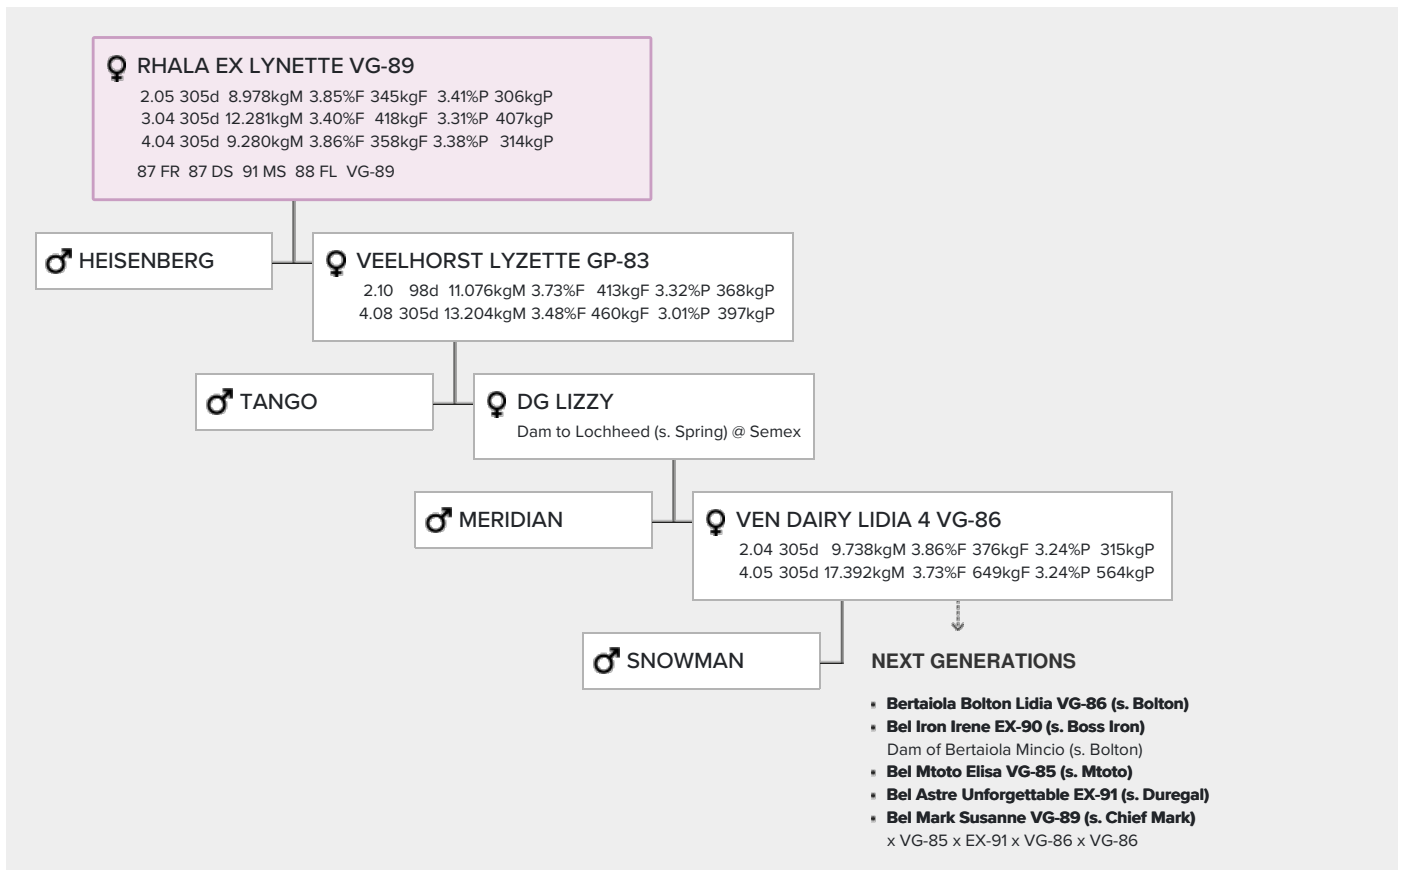 RHALA EX LYNETTE VG-89
2.05 305d 8.978kgM 3.85%F 345kgF 3.41%P 306kgP
3.04 305d 12.281kgM 3.40%F 418kgF 3.31%P 407kgP
4.04 305d 9.280kgM 3.86%F 358kgF 3.38%P 314kgP
87 FR 87 DS 91 MS 88 FL VG-89
HEISENBERG
VEELHORST LYZETTE GP-83
2.10 98d 11.076kgM 3.73%F 413kgF 3.32%P 368kgP
4.08 305d 13.204kgM 3.48%F 460kgF 3.01%P 397kgP
TANGO
DG LIZZY
Dam to Lochheed (s. Spring) @ Semex
MERIDIAN
VEN DAIRY LIDIA 4 VG-86
2.04 305d 9.738kgM 3.86%F 376kgF 3.24%P 315kgP
4.05 305d 17.392kgM 3.73%F 649kgF 3.24%P 564kgP
SNOWMAN
NEXT GENERATIONS
▪ Bertaiola Bolton Lidia VG-86 (s. Bolton)
▪ Bel Iron Irene EX-90 (s. Boss Iron)
Dam of Bertaiola Mincio (s. Bolton)
▪ Bel Mtoto Elisa VG-85 (s. Mtoto)
▪ Bel Astre Unforgettable EX-91 (s. Duregal)
▪ Bel Mark Susanne VG-89 (s. Chief Mark)
x VG-85 x EX-91 x VG-86 x VG-86